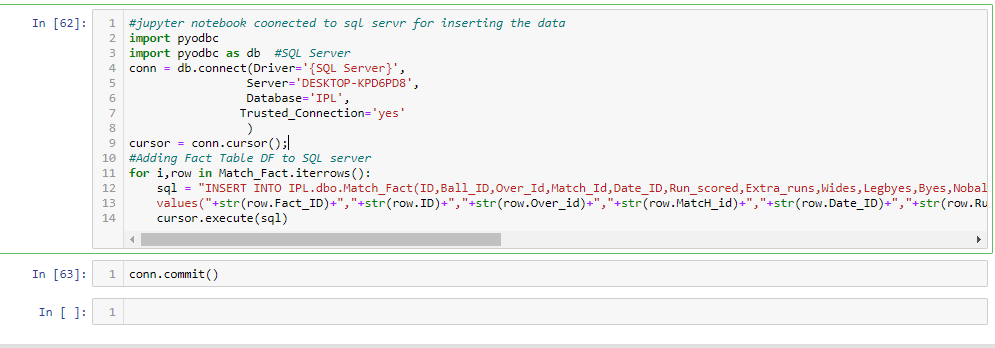 In [62]:
1 #jupyter notebook coonected to sql servr for inserting the data
2 import pyodbc
3 import pyodbc as db  #SQL Server
4 conn = db.connect(Driver='{SQL Server}',
5 Server='DESKTOP-KPD6PD8',
6 Database='IPL',
7 Trusted_Connection='yes'
8 )
9 cursor = conn.cursor();
10 #Adding Fact Table DF to SQL server
11 for i,row in Match_Fact.iterrows():
12 sql = "INSERT INTO IPL.dbo.Match_Fact(ID,Ball_ID,Over_Id,Match_Id,Date_ID,Run_scored,Extra_runs,Wides,Legbyes,Byes,Nobal
13 values("+str(row.Fact_ID)+","+str(row.ID)+","+str(row.Over_id)+","+str(row.MatcH_id)+","+str(row.Date_ID)+","+str(row.Ru
14 cursor.execute(sql)
In [63]: 1 conn.commit()
In [ ]: 1